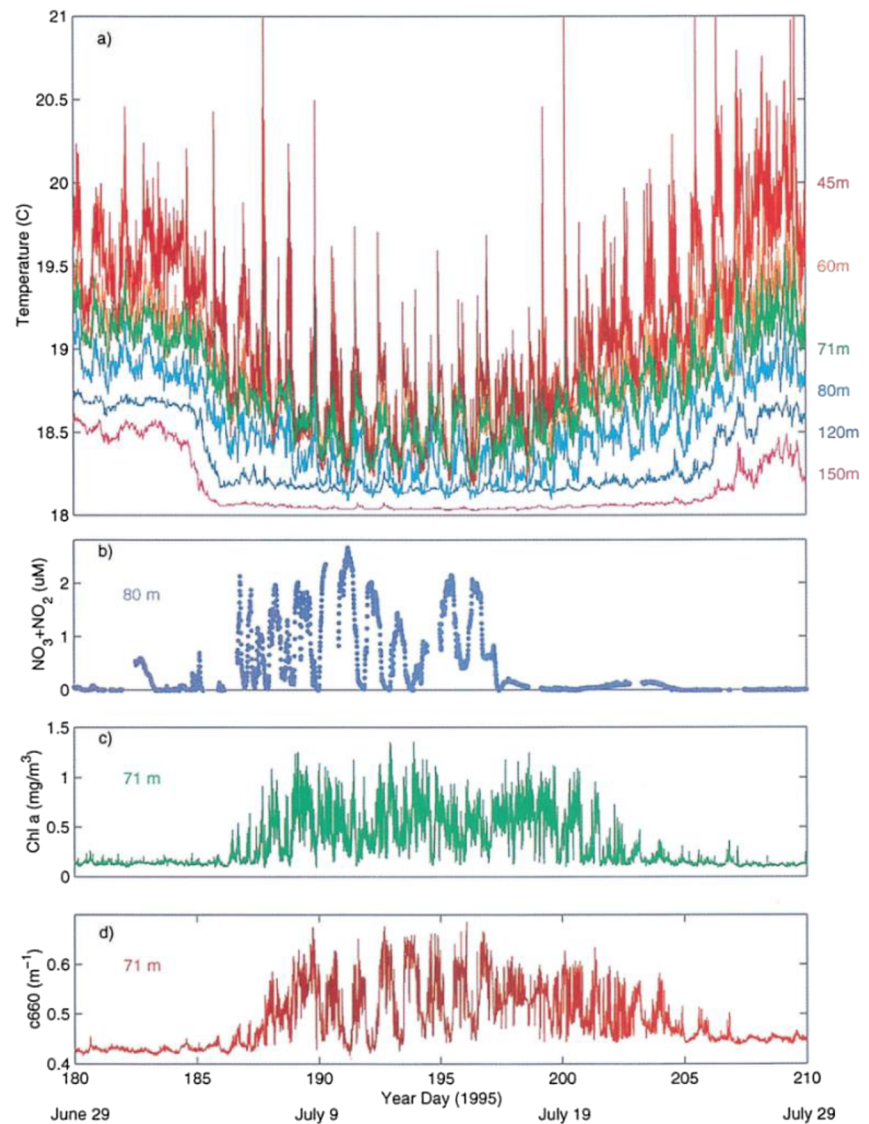 21
a)
20.5
20
45m
Temperature (C)
19.5
60m
19
71m
80m
18.5
120m
150m
18
b)
2
80 m
NO3+NO2 (uM)
1
0
1.5
c)
1
71 m
Chl a (mg/m³)
0.5
0
d)
0.6
71 m
c660 (m⁻¹)
0.5
0.4
180 185 190 195 200 205 210
Year Day (1995)
June 29 July 9 July 19 July 29